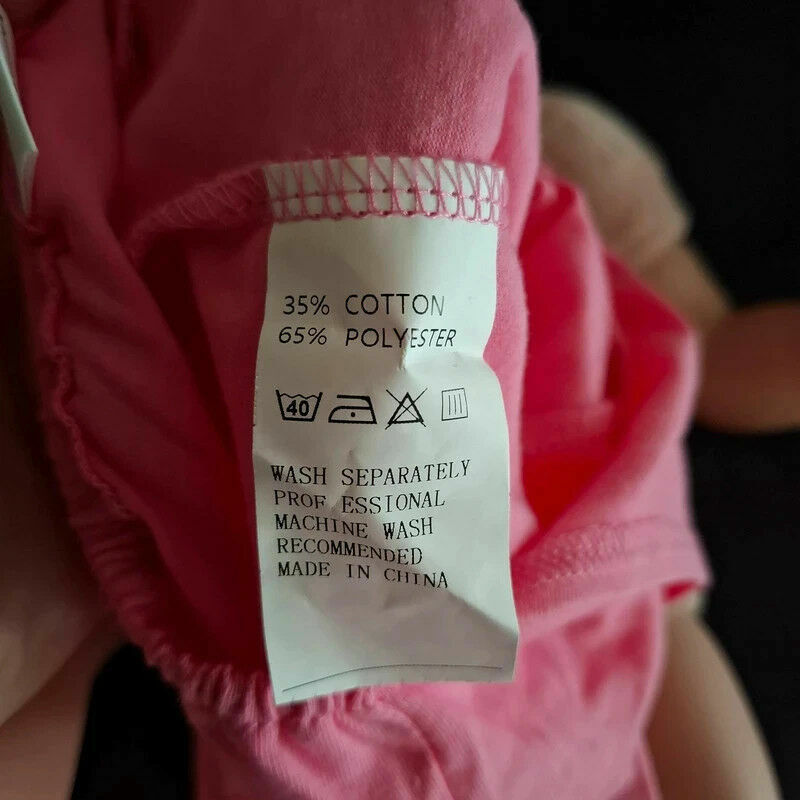 35% COTTON
65% POLYESTER
40
WASH SEPARATELY
PROF ESSIONAL
MACHINE WASH
RECOMMENDED
MADE IN CHINA